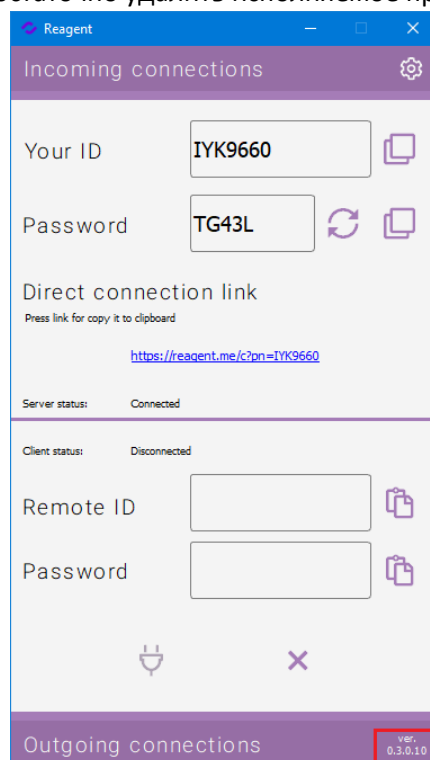 Reagent
Incoming connections
Your ID
IYK9660
Password
TG43L
Direct connection link
Press link for copy it to clipboard
https://reagent.me/c?pn=IYK9660
Server status: Connected
Client status: Disconnected
Remote ID
Password
Outgoing connections
ver.
0.3.0.10